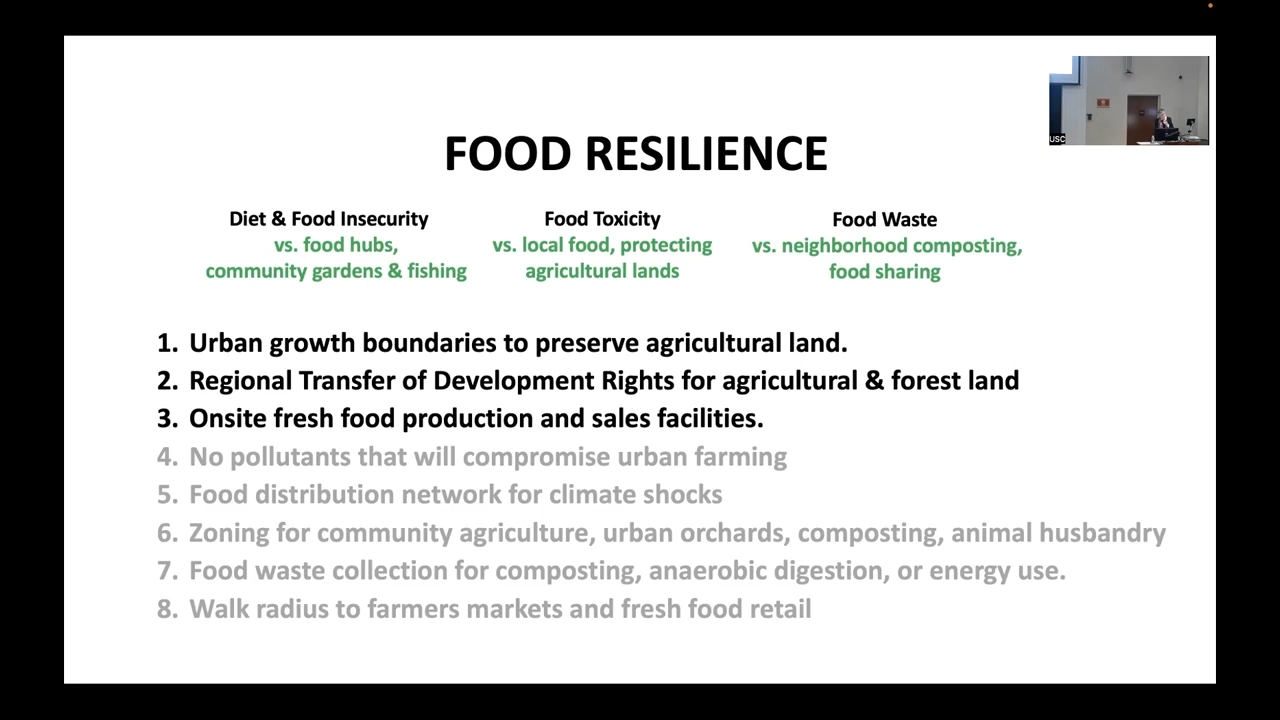 USC
FOOD RESILIENCE
Diet & Food Insecurity
vs. food hubs,
community gardens & fishing
Food Toxicity
vs. local food, protecting
agricultural lands
Food Waste
vs. neighborhood composting,
food sharing
1. Urban growth boundaries to preserve agricultural land.
2. Regional Transfer of Development Rights for agricultural & forest land
3. Onsite fresh food production and sales facilities.
4. No pollutants that will compromise urban farming
5. Food distribution network for climate shocks
6. Zoning for community agriculture, urban orchards, composting, animal husbandry
7. Food waste collection for composting, anaerobic digestion, or energy use.
8. Walk radius to farmers markets and fresh food retail